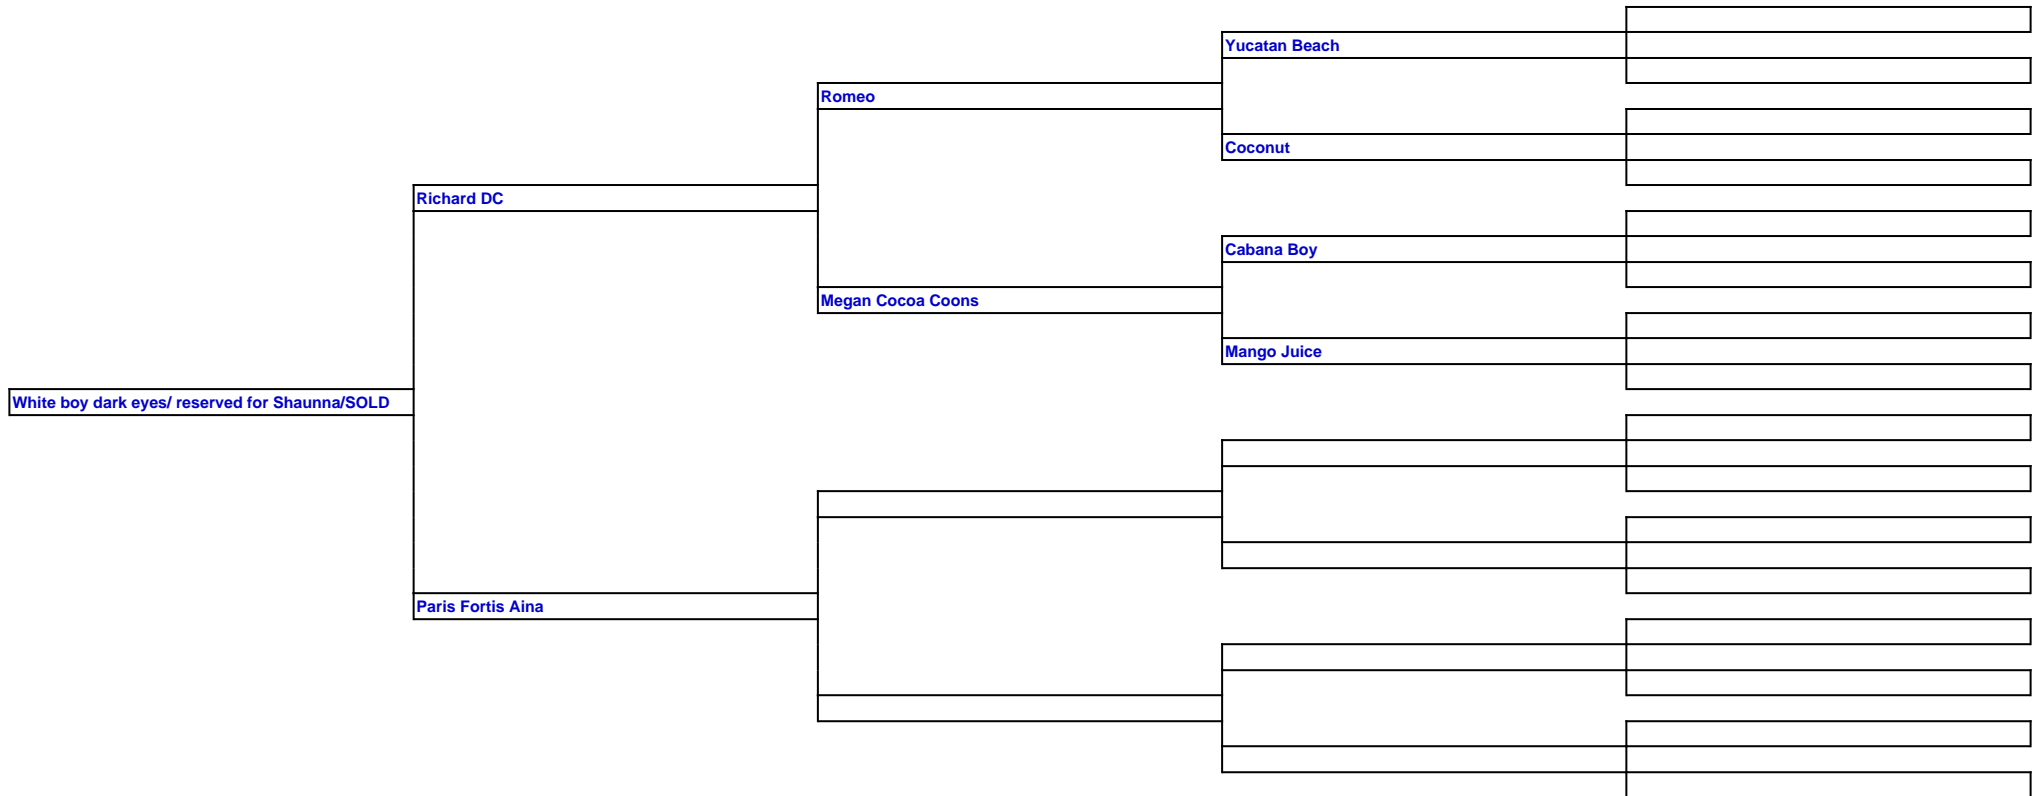 Yucatan Beach
Romeo
Coconut
Richard DC
Cabana Boy
Megan Cocoa Coons
Mango Juice
White boy dark eyes/ reserved for Shaunna/SOLD
Paris Fortis Aina